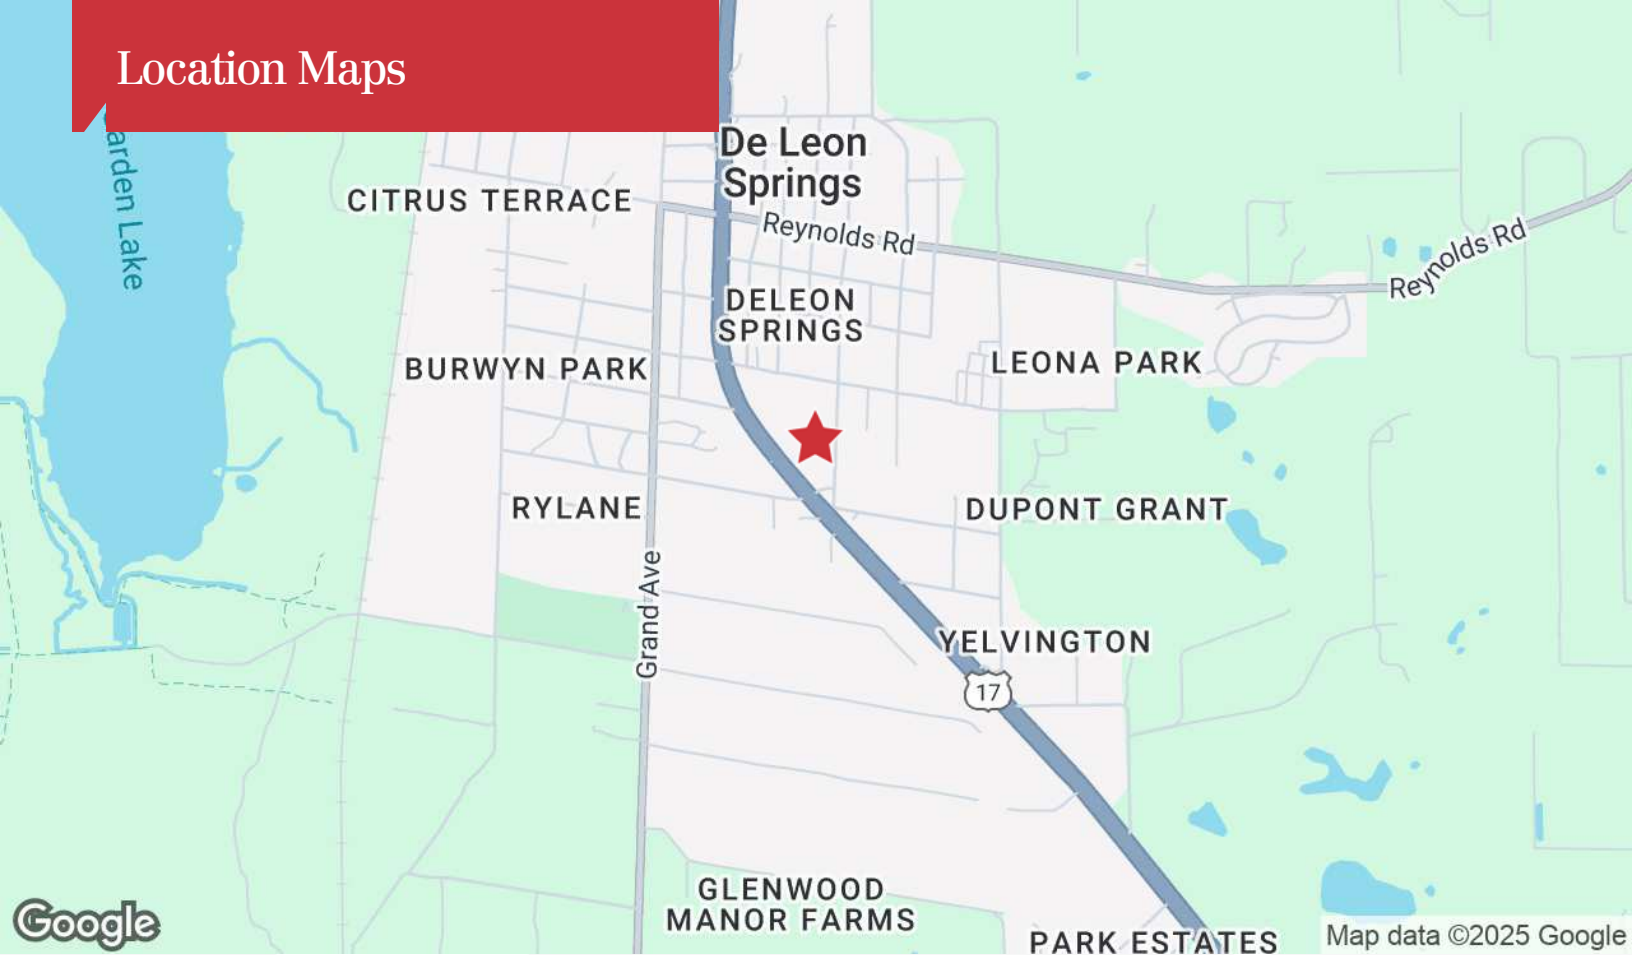 Location Maps
arden Lake
De Leon
Springs
CITRUS TERRACE
Reynolds Rd
Reynolds Rd
DELEON
SPRINGS
BURWYN PARK
LEONA PARK
RYLANE
DUPONT GRANT
Grand Ave
YELVINGTON
17
GLENWOOD
MANOR FARMS
PARK ESTATES
Google
Map data ©2025 Google